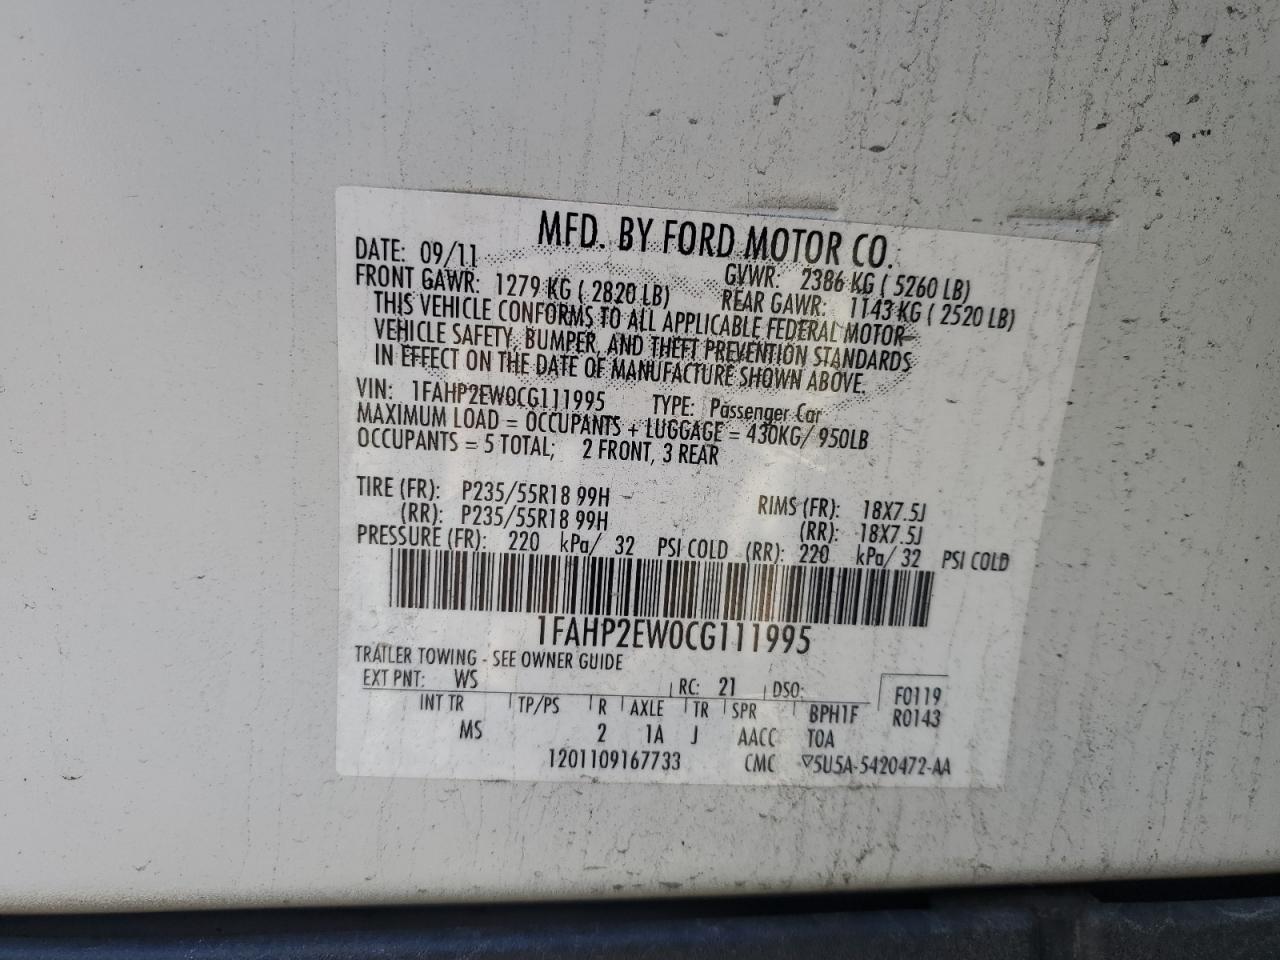 MFD. BY FORD MOTOR CO.
DATE: 09/11 GVWR: 2386 KG ( 5260 LB)
FRONT GAWR: 1279 KG ( 2820 LB) REAR GAWR: 1143 KG ( 2520 LB)
THIS VEHICLE CONFORMS TO ALL APPLICABLE FEDERAL MOTOR
VEHICLE SAFETY, BUMPER, AND THEFT PREVENTION STANDARDS
IN EFFECT ON THE DATE OF MANUFACTURE SHOWN ABOVE.
VIN: 1FAHP2EW0CG111995 TYPE: Passenger Car
MAXIMUM LOAD = OCCUPANTS + LUGGAGE = 430KG/ 950LB
OCCUPANTS = 5 TOTAL; 2 FRONT, 3 REAR
TIRE (FR): P235/55R18 99H RIMS (FR): 18X7.5J
(RR): P235/55R18 99H (RR): 18X7.5J
PRESSURE (FR): 220 kPa/ 32 PSI COLD (RR): 220 kPa/ 32 PSI COLD
1FAHP2EW0CG111995
TRAILER TOWING - SEE OWNER GUIDE
EXT PNT: WS RC: 21 DSO: F0119
INT TR TP/PS R AXLE TR SPR BPH1F R0143
MS 2 1A J AACC TOA
1201109167733 CMC ▽5U5A-5420472-AA